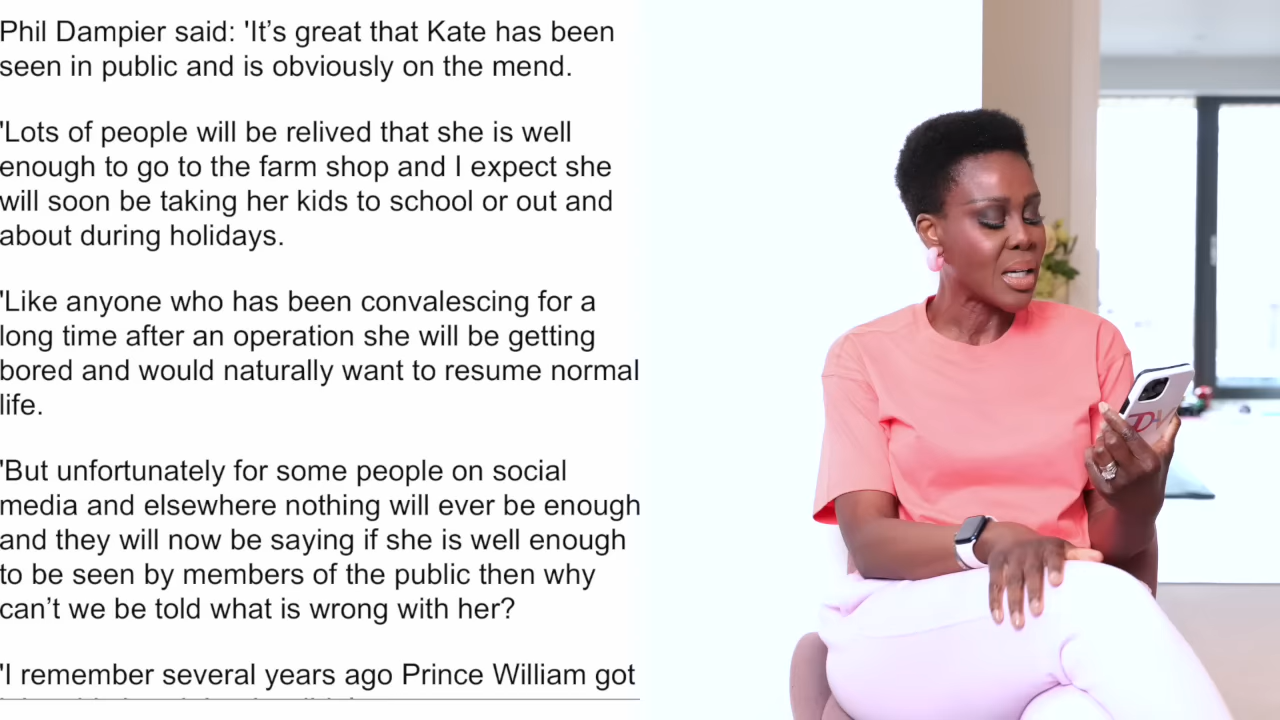 Phil Dampier said: 'It’s great that Kate has been
seen in public and is obviously on the mend.
'Lots of people will be relived that she is well
enough to go to the farm shop and I expect she
will soon be taking her kids to school or out and
about during holidays.
'Like anyone who has been convalescing for a
long time after an operation she will be getting
bored and would naturally want to resume normal
life.
'But unfortunately for some people on social
media and elsewhere nothing will ever be enough
and they will now be saying if she is well enough
to be seen by members of the public then why
can’t we be told what is wrong with her?
'I remember several years ago Prince William got